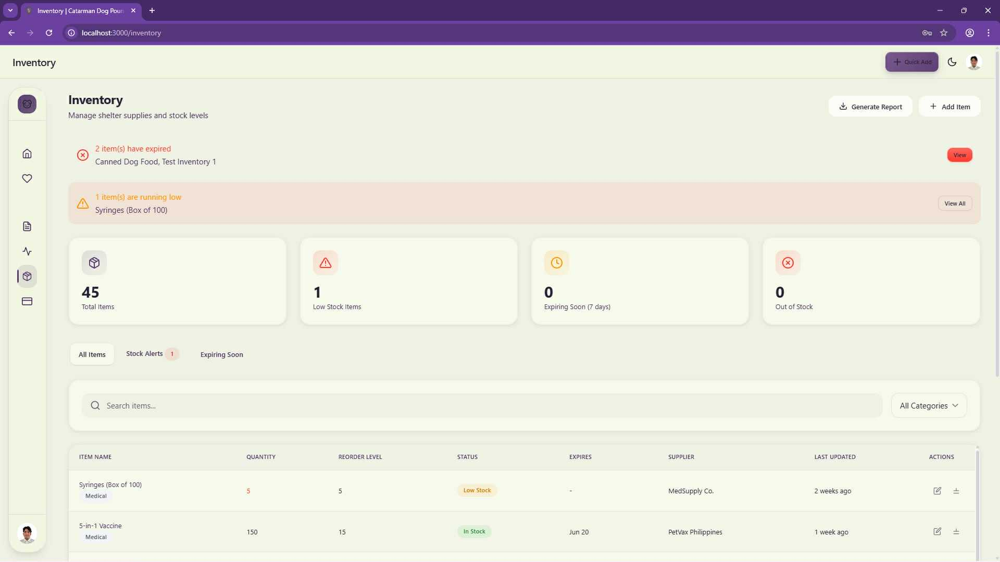 Inventory | Catarman Dog Poun
localhost:3000/inventory
Inventory
Quick Add
Inventory
Manage shelter supplies and stock levels
Generate Report
Add Item
2 item(s) have expired
Canned Dog Food, Test Inventory 1
View
1 item(s) are running low
Syringes (Box of 100)
View All
45
Total Items
1
Low Stock Items
0
Expiring Soon (7 days)
0
Out of Stock
All Items
Stock Alerts 1
Expiring Soon
Search items...
All Categories
ITEM NAME QUANTITY REORDER LEVEL STATUS EXPIRES SUPPLIER LAST UPDATED ACTIONS
Syringes (Box of 100)
Medical
5 5 Low Stock - MedSupply Co. 2 weeks ago
5-in-1 Vaccine
Medical
150 15 In Stock Jun 20 PetVax Philippines 1 week ago